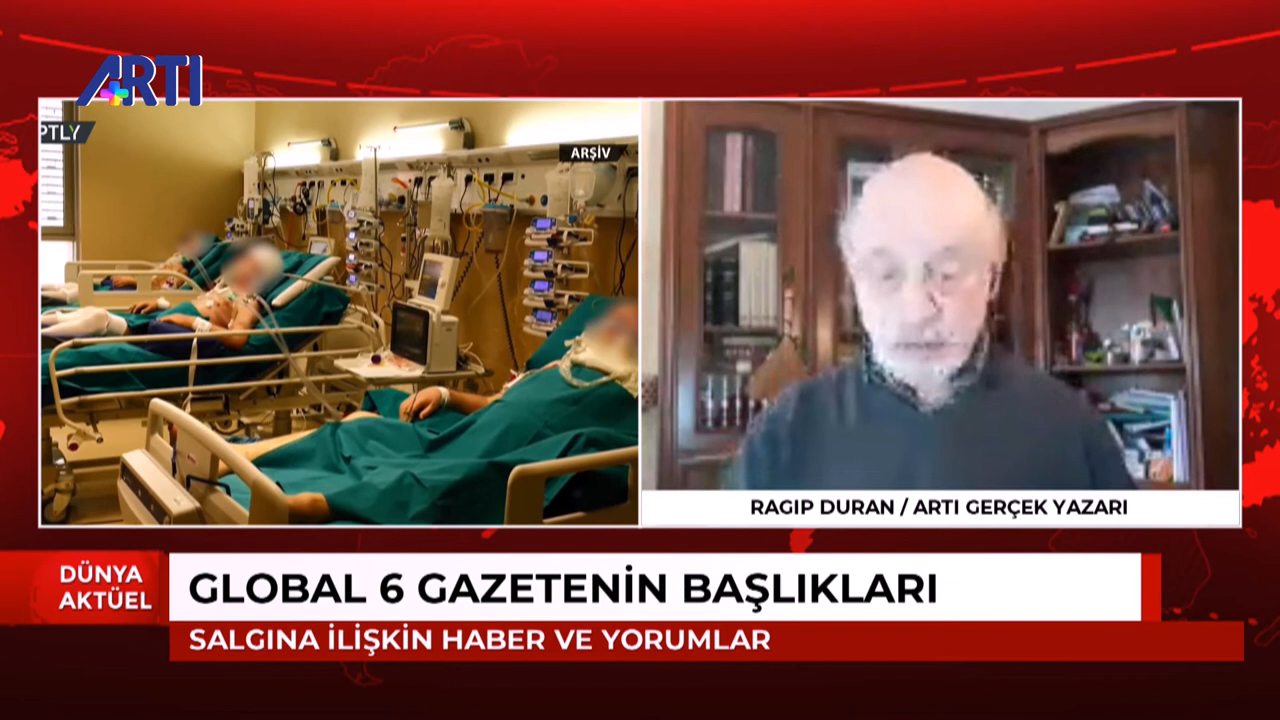 ARTI
PTLY
ARŞİV
RAGIP DURAN / ARTI GERÇEK YAZARI
DÜNYA
AKTÜEL
GLOBAL 6 GAZETENİN BAŞLIKLARI
SALGINA İLİŞKİN HABER VE YORUMLAR